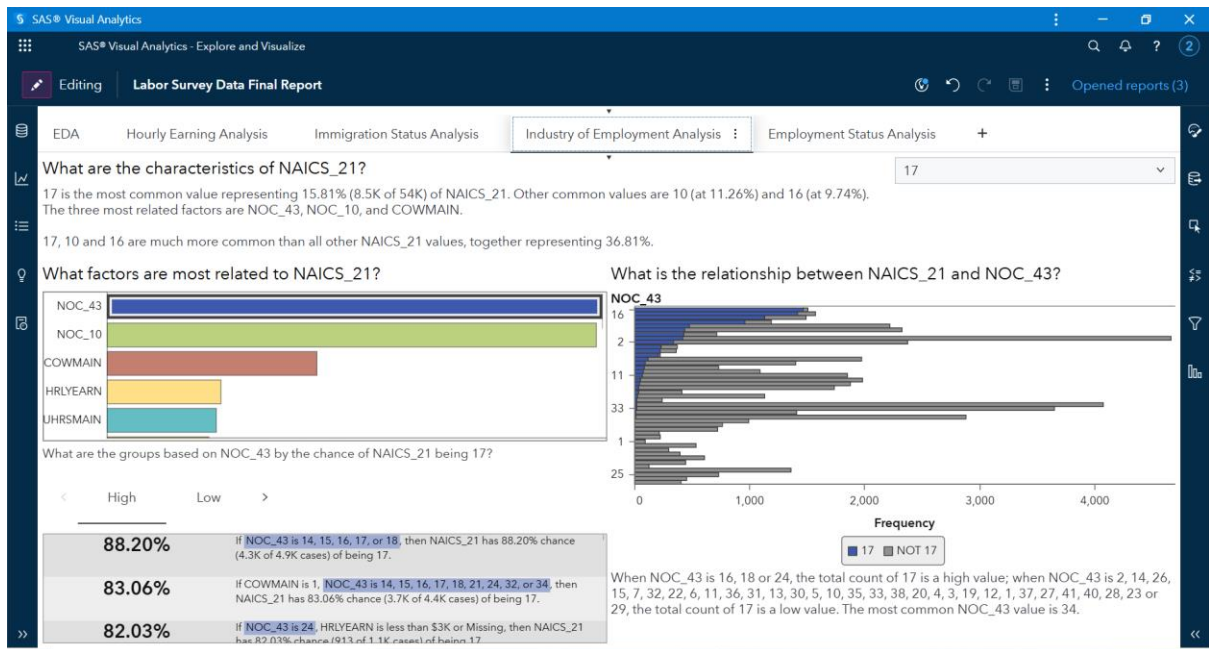 SAS® Visual Analytics
SAS® Visual Analytics - Explore and Visualize
?
2
Editing
Labor Survey Data Final Report
Opened reports (3)
EDA
Hourly Earning Analysis
Immigration Status Analysis
Industry of Employment Analysis
Employment Status Analysis
+
What are the characteristics of NAICS_21?
17
17 is the most common value representing 15.81% (8.5K of 54K) of NAICS_21. Other common values are 10 (at 11.26%) and 16 (at 9.74%).
The three most related factors are NOC_43, NOC_10, and COWMAIN.
17, 10 and 16 are much more common than all other NAICS_21 values, together representing 36.81%.
What factors are most related to NAICS_21?
NOC_43
NOC_10
COWMAIN
HRLYEARN
UHRSMAIN
What are the groups based on NOC_43 by the chance of NAICS_21 being 17?
High
Low
88.20%
If NOC_43 is 14, 15, 16, 17, or 18, then NAICS_21 has 88.20% chance
(4.3K of 4.9K cases) of being 17.
83.06%
If COWMAIN is 1, NOC_43 is 14, 15, 16, 17, 18, 21, 24, 32, or 34, then
NAICS_21 has 83.06% chance (3.7K of 4.4K cases) of being 17.
82.03%
If NOC_43 is 24, HRLYEARN is less than $3K or Missing, then NAICS_21
has 82.03% chance (913 of 1.1K cases) of being 17
What is the relationship between NAICS_21 and NOC_43?
NOC_43
16
2
11
33
1
25
0
1,000
2,000
3,000
4,000
Frequency
17
NOT 17
When NOC_43 is 16, 18 or 24, the total count of 17 is a high value; when NOC_43 is 2, 14, 26,
15, 7, 32, 22, 6, 11, 36, 31, 13, 30, 5, 10, 35, 33, 38, 20, 4, 3, 19, 12, 1, 37, 27, 41, 40, 28, 23 or
29, the total count of 17 is a low value. The most common NOC_43 value is 34.